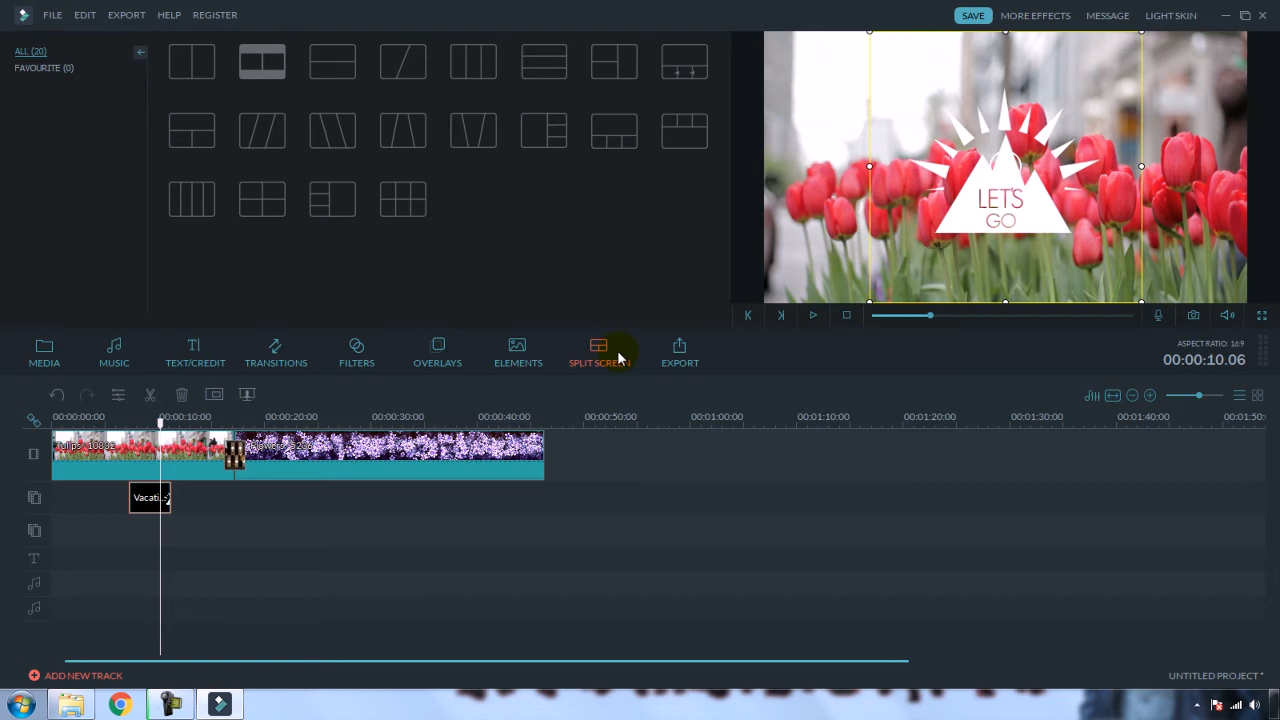 FILE EDIT EXPORT HELP REGISTER SAVE MORE EFFECTS MESSAGE LIGHT SKIN
ALL (20)
FAVOURITE (0)
LET'S
GO
MEDIA MUSIC TEXT/CREDIT TRANSITIONS FILTERS OVERLAYS ELEMENTS SPLIT SCREEN EXPORT
ASPECT RATIO: 16:9
00:00:10.06
00:00:00:00 00:00:10:00 00:00:20:00 00:00:30:00 00:00:40:00 00:00:50:00 00:01:00:00 00:01:10:00 00:01:20:00 00:01:30:00 00:01:40:00 00:01:50:
Vacati
ADD NEW TRACK
UNTITLED PROJECT *